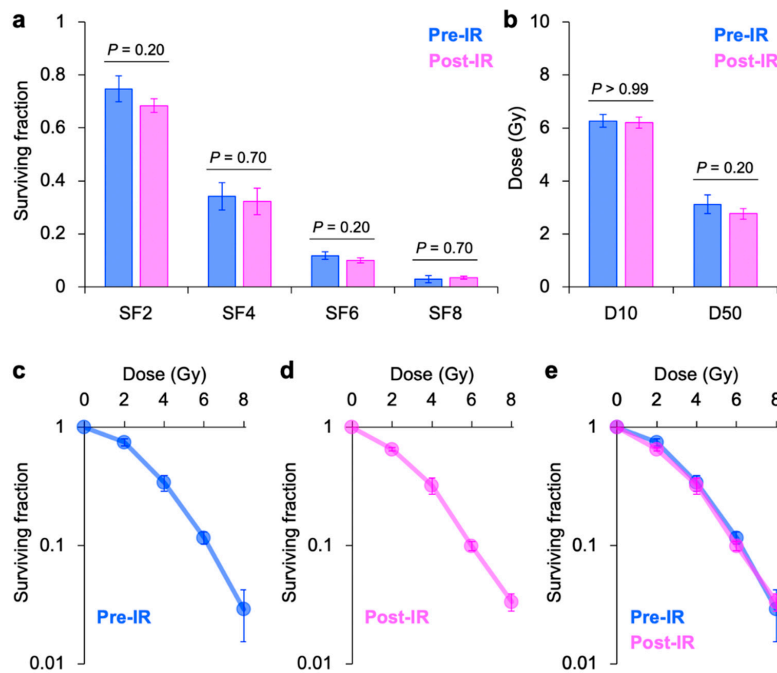 a
Surviving fraction
1
0.8
0.6
0.4
0.2
0
Pre-IR
Post-IR
P = 0.20
P = 0.70
P = 0.20
P = 0.70
SF2 SF4 SF6 SF8
b
Dose (Gy)
10
8
6
4
2
0
Pre-IR
Post-IR
P > 0.99
P = 0.20
D10 D50
c
Dose (Gy)
0 2 4 6 8
Surviving fraction
1
0.1
0.01
Pre-IR
d
Dose (Gy)
0 2 4 6 8
Surviving fraction
1
0.1
0.01
Post-IR
e
Dose (Gy)
0 2 4 6 8
Surviving fraction
1
0.1
0.01
Pre-IR
Post-IR